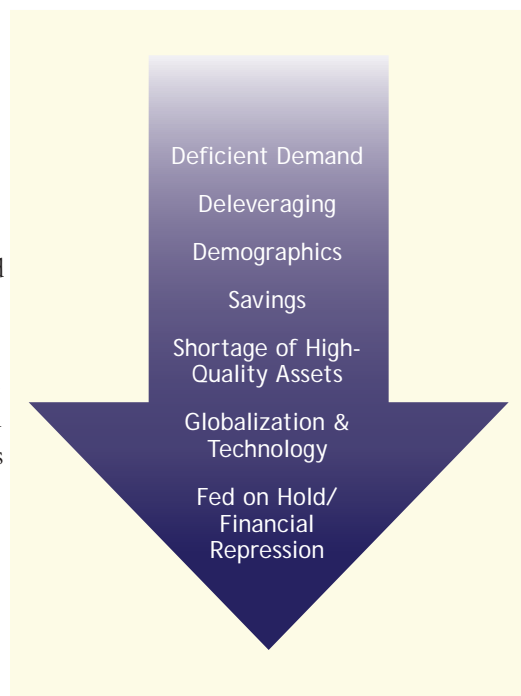 Deficient Demand
Deleveraging
Demographics
Savings
Shortage of High-
Quality Assets
Globalization &
Technology
Fed on Hold/
Financial
Repression